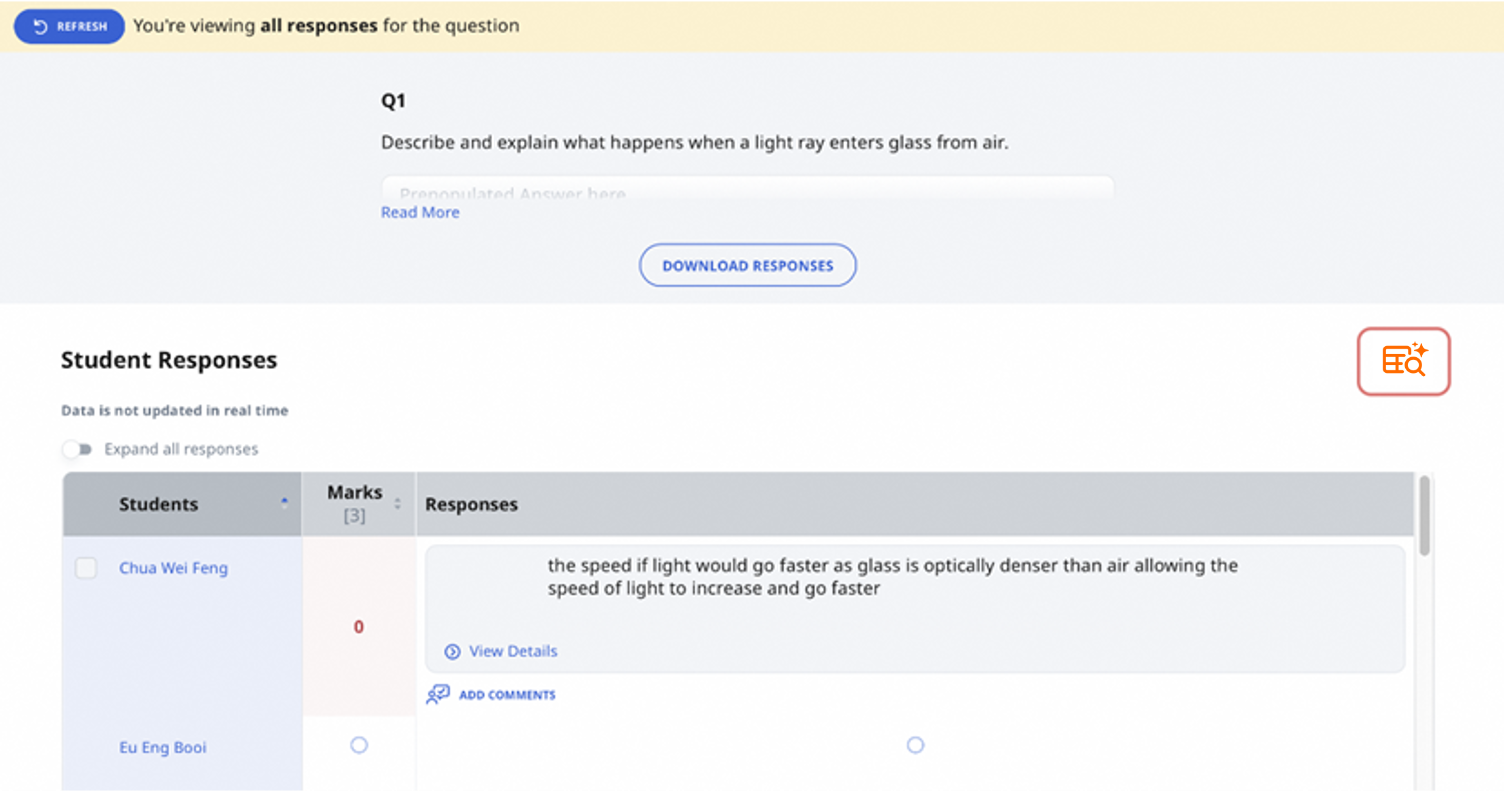 REFRESH You're viewing all responses for the question
Q1
Describe and explain what happens when a light ray enters glass from air.
Prepopulated Answer here
Read More
DOWNLOAD RESPONSES
Student Responses
Data is not updated in real time
Expand all responses
Students Marks [3] Responses
Chua Wei Feng
the speed if light would go faster as glass is optically denser than air allowing the
speed of light to increase and go faster
0
View Details
ADD COMMENTS
Eu Eng Booi